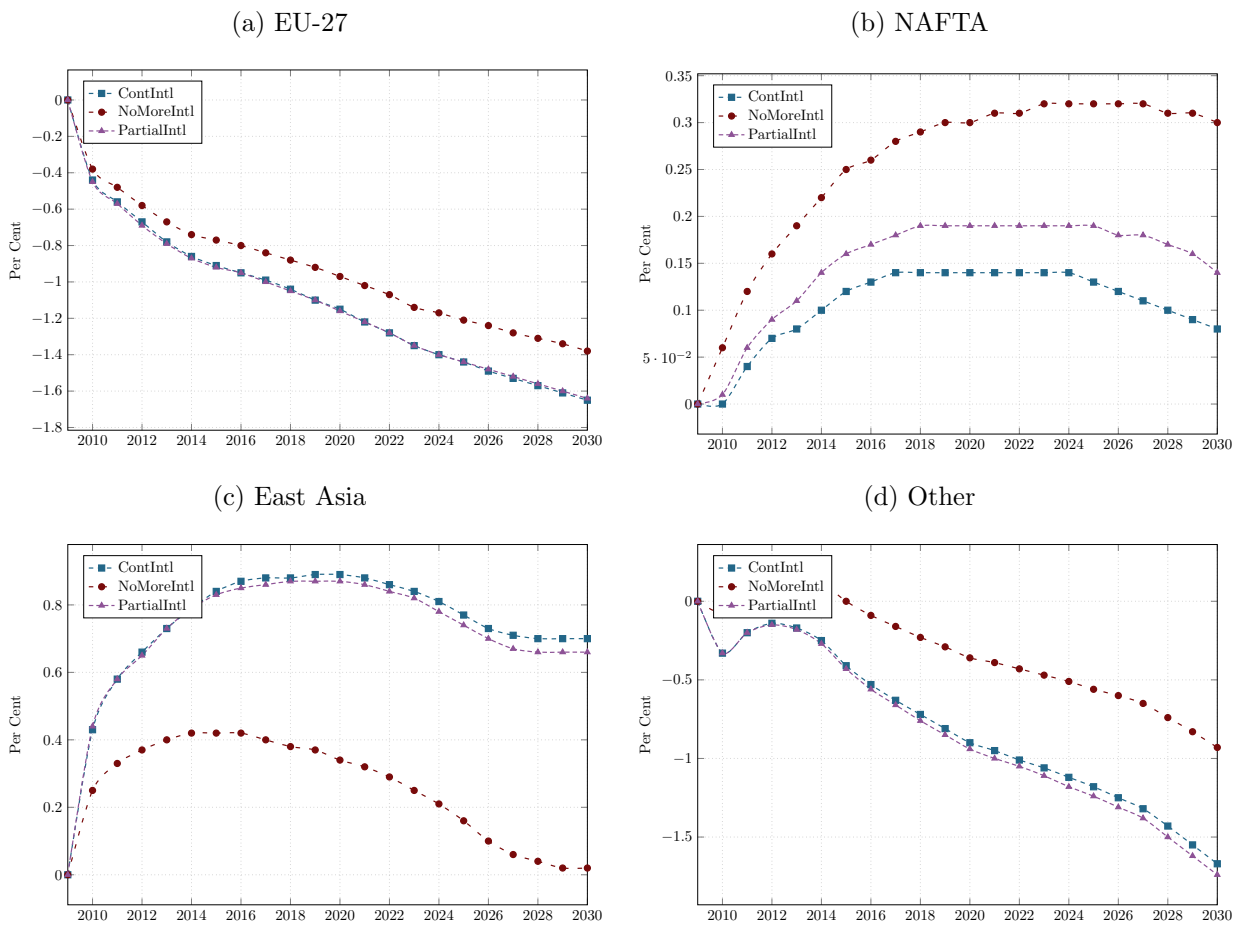 (a) EU-27
Per Cent
0
−0.2
−0.4
−0.6
−0.8
−1
−1.2
−1.4
−1.6
−1.8
ContIntl
NoMoreIntl
PartialIntl
2010 2012 2014 2016 2018 2020 2022 2024 2026 2028 2030
(b) NAFTA
Per Cent
0.35
0.3
0.25
0.2
0.15
0.1
5 · 10−2
0
ContIntl
NoMoreIntl
PartialIntl
2010 2012 2014 2016 2018 2020 2022 2024 2026 2028 2030
(c) East Asia
Per Cent
0.8
0.6
0.4
0.2
0
ContIntl
NoMoreIntl
PartialIntl
2010 2012 2014 2016 2018 2020 2022 2024 2026 2028 2030
(d) Other
Per Cent
0
−0.5
−1
−1.5
ContIntl
NoMoreIntl
PartialIntl
2010 2012 2014 2016 2018 2020 2022 2024 2026 2028 2030